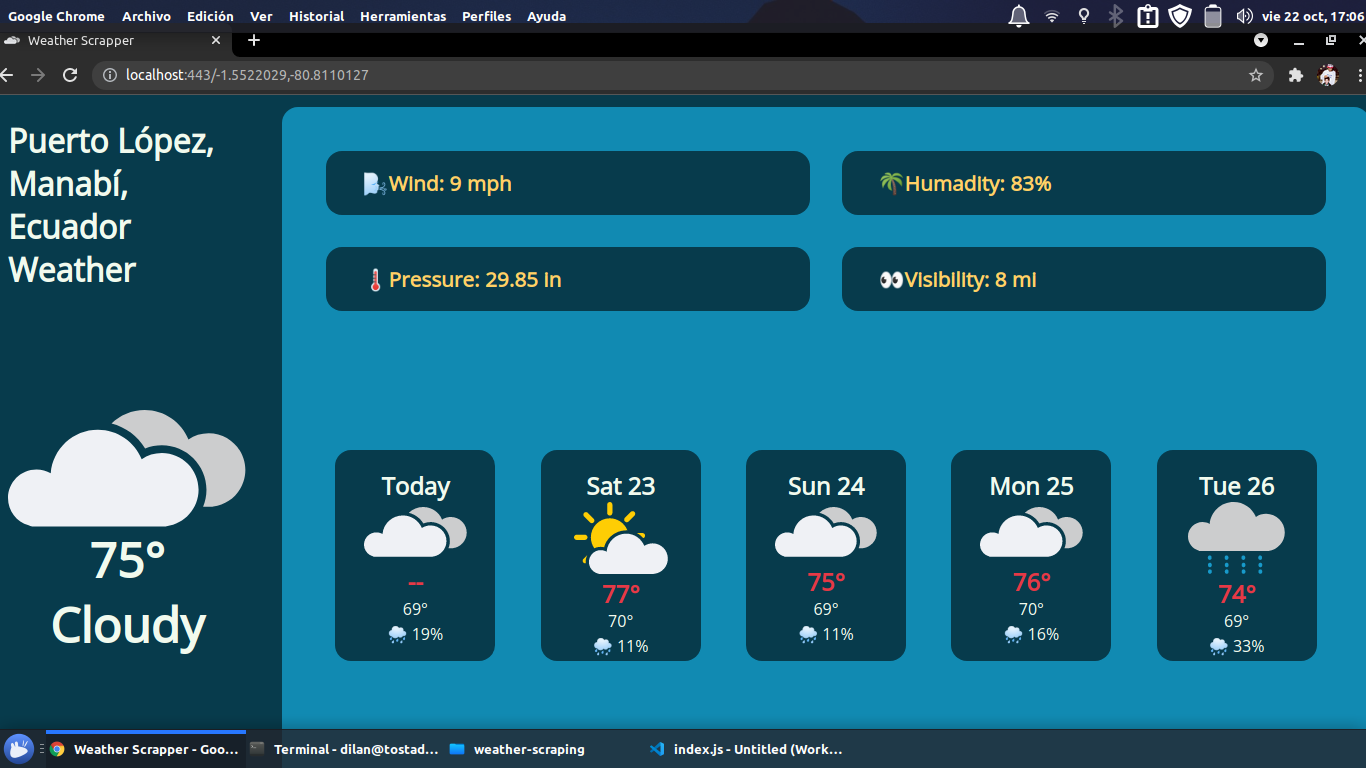 Google Chrome Archivo Edición Ver Historial Herramientas Perfiles Ayuda vie 22 oct, 17:06
Weather Scrapper
localhost:443/-1.5522029,-80.8110127
Puerto López,
Manabí,
Ecuador
Weather
75°
Cloudy
Wind: 9 mph
Humadity: 83%
Pressure: 29.85 in
Visibility: 8 mi
Today
--
69°
19%
Sat 23
77°
70°
11%
Sun 24
75°
69°
11%
Mon 25
76°
70°
16%
Tue 26
74°
69°
33%
Weather Scrapper - Goo... Terminal - dilan@tostad... weather-scraping index.js - Untitled (Work...